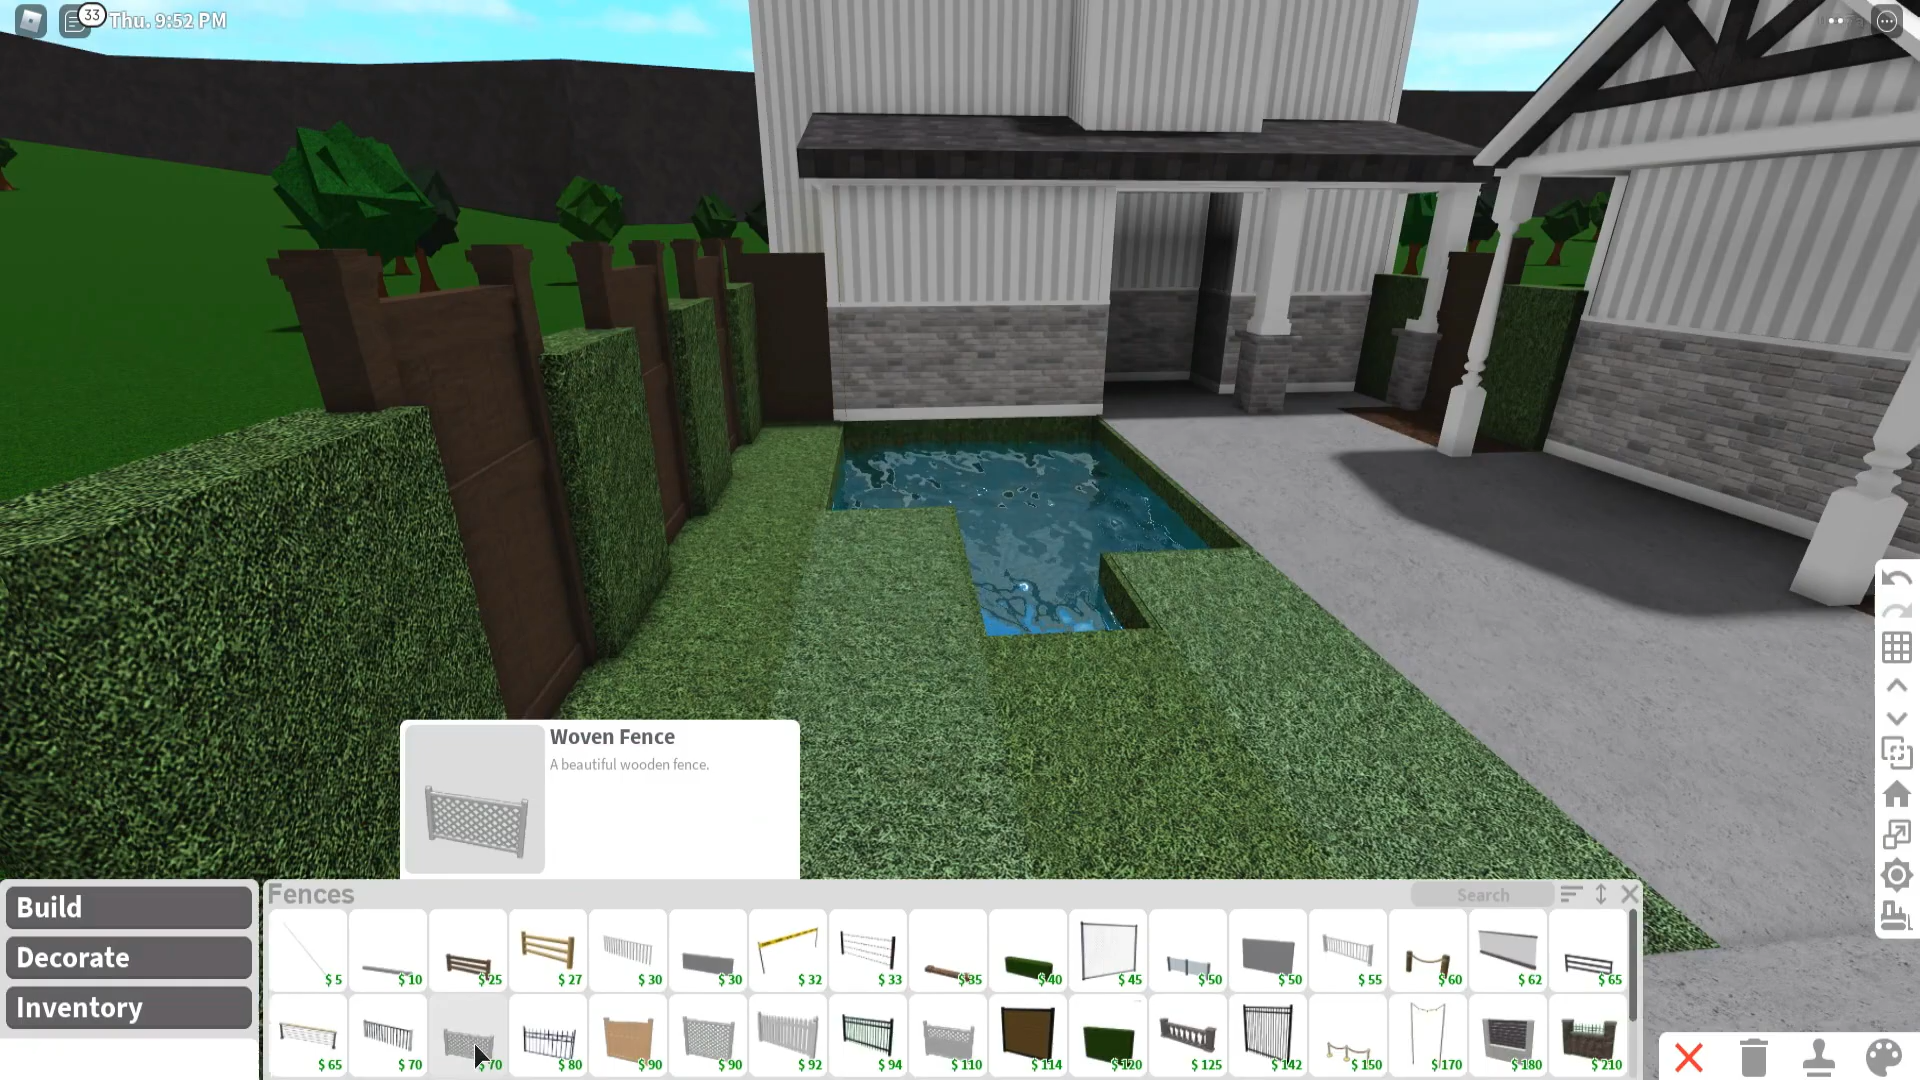 33 Thu. 9:52 PM
Woven Fence
A beautiful wooden fence.
Build
Decorate
Inventory
Fences
Search
$ 5 $ 10 $ 25 $ 27 $ 30 $ 30 $ 32 $ 33 $ 35 $ 40 $ 45 $ 50 $ 50 $ 55 $ 60 $ 62 $ 65
$ 65 $ 70 $ 70 $ 80 $ 90 $ 90 $ 92 $ 94 $ 110 $ 114 $ 120 $ 125 $ 142 $ 150 $ 170 $ 180 $ 210